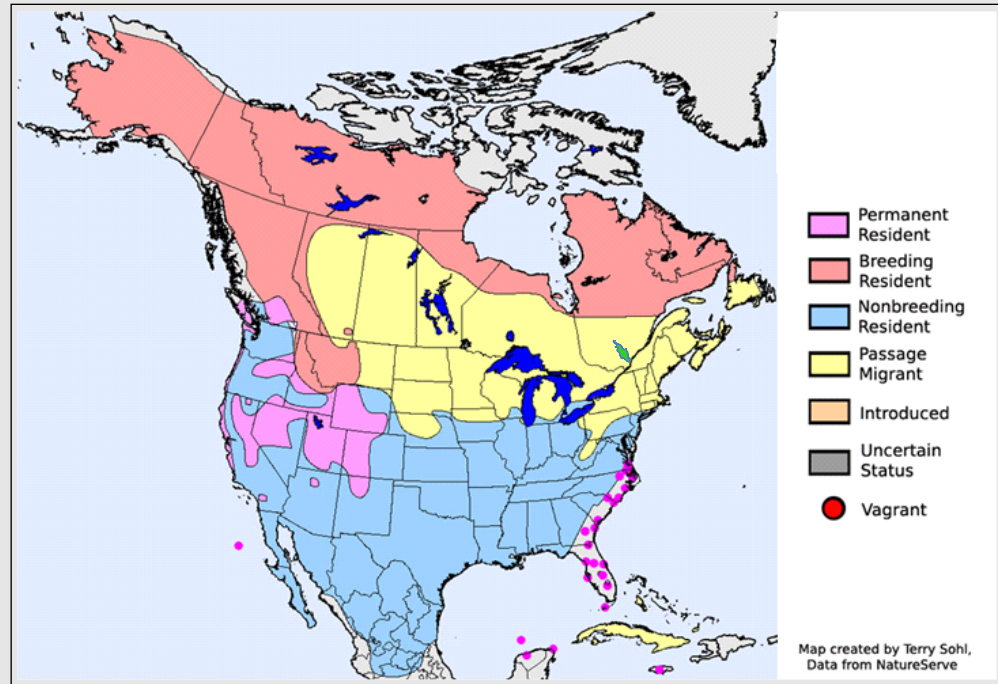 Permanent
Resident
Breeding
Resident
Nonbreeding
Resident
Passage
Migrant
Introduced
Uncertain
Status
Vagrant
Map created by Terry Sohl,
Data from NatureServe